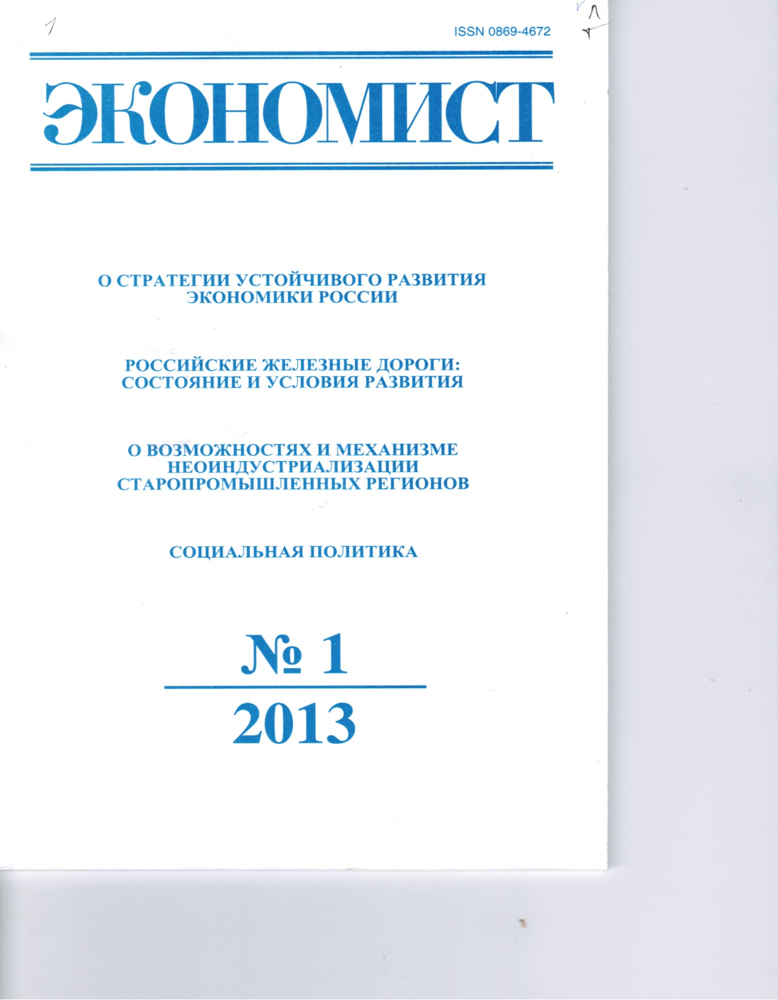 1
ISSN 0869-4672
ЭКОНОМИСТ
О СТРАТЕГИИ УСТОЙЧИВОГО РАЗВИТИЯ
ЭКОНОМИКИ РОССИИ
РОССИЙСКИЕ ЖЕЛЕЗНЫЕ ДОРОГИ:
СОСТОЯНИЕ И УСЛОВИЯ РАЗВИТИЯ
О ВОЗМОЖНОСТЯХ И МЕХАНИЗМЕ
НЕОИНДУСТРИАЛИЗАЦИИ
СТАРОПРОМЫШЛЕННЫХ РЕГИОНОВ
СОЦИАЛЬНАЯ ПОЛИТИКА
№ 1
2013